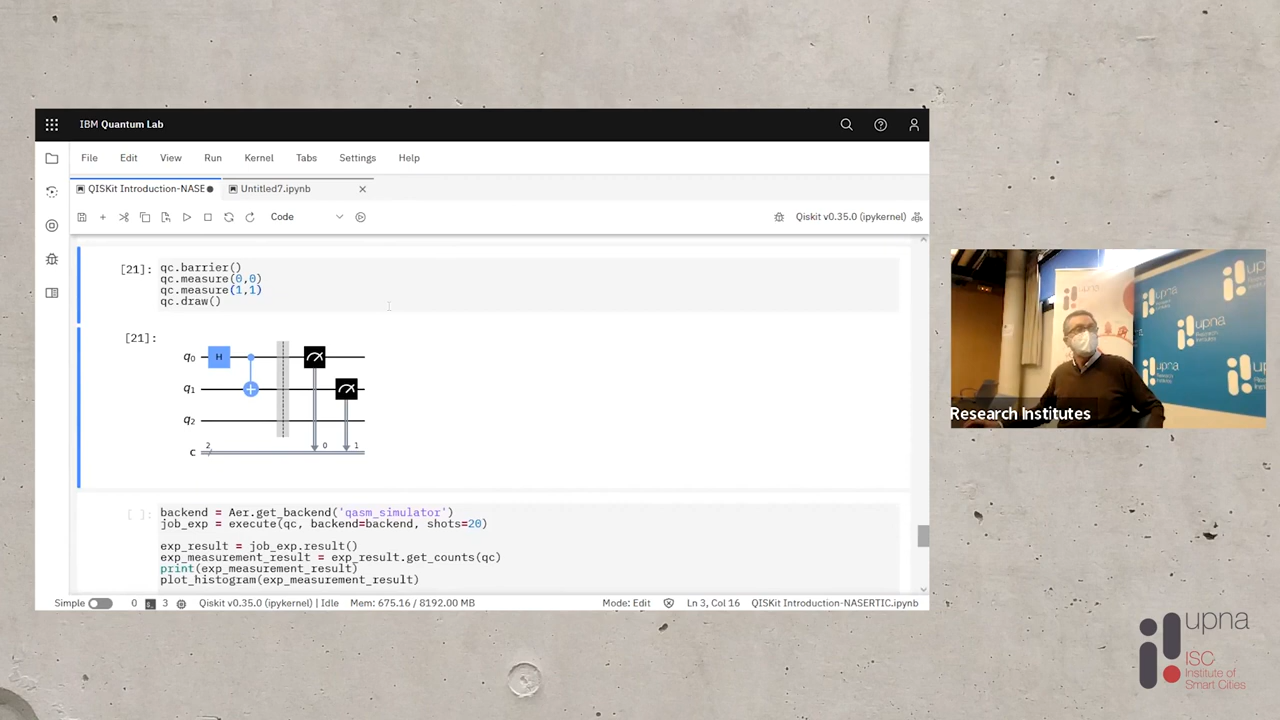 IBM Quantum Lab
File Edit View Run Kernel Tabs Settings Help
QISKit Introduction-NASE Untitled7.ipynb
Code Qiskit v0.35.0 (ipykernel)
[21]: qc.barrier()
qc.measure(0,0)
qc.measure(1,1)
qc.draw()
[21]:
q0 H
q1
q2
c 2 0 1
[ ]: backend = Aer.get_backend('qasm_simulator')
job_exp = execute(qc, backend=backend, shots=20)
exp_result = job_exp.result()
exp_measurement_result = exp_result.get_counts(qc)
print(exp_measurement_result)
plot_histogram(exp_measurement_result)
Simple 0 3 Qiskit v0.35.0 (ipykernel) | Idle Mem: 675.16 / 8192.00 MB Mode: Edit Ln 3, Col 16 QISKit Introduction-NASERTIC.ipynb
upna
upna
upna
upna
upna
Research Institutes
upna
ISC
Institute of
Smart Cities